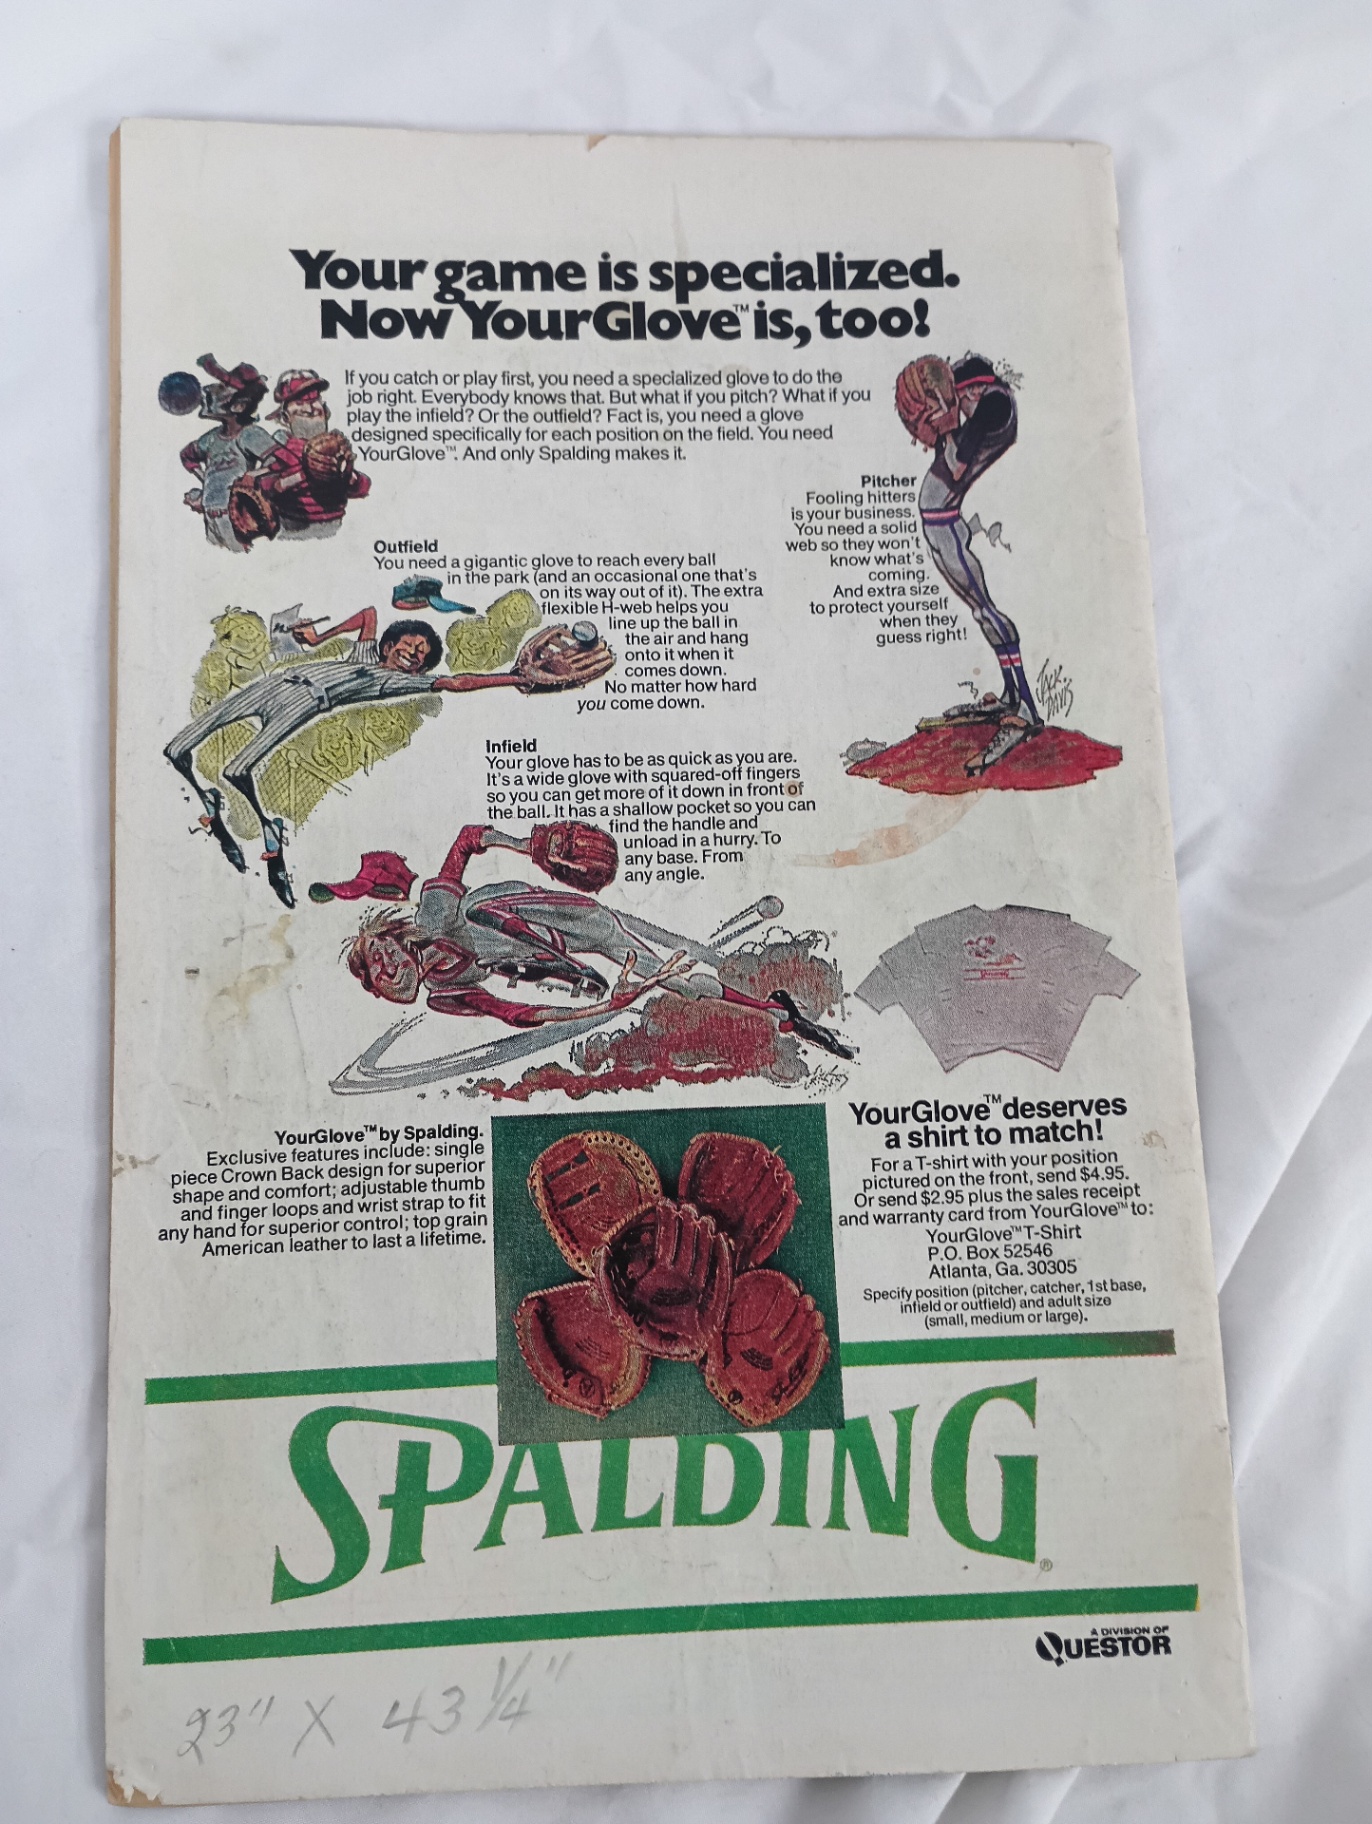 Your game is specialized.
Now YourGlove™ is, too!
If you catch or play first, you need a specialized glove to do the
job right. Everybody knows that. But what if you pitch? What if you
play the infield? Or the outfield? Fact is, you need a glove
designed specifically for each position on the field. You need
YourGlove™. And only Spalding makes it.
Pitcher
Fooling hitters
is your business.
You need a solid
web so they won't
know what's
coming.
And extra size
to protect yourself
when they
guess right!
JACK DAVIS
Outfield
You need a gigantic glove to reach every ball
in the park (and an occasional one that's
on its way out of it). The extra
flexible H-web helps you
line up the ball in
the air and hang
onto it when it
comes down.
No matter how hard
you come down.
Infield
Your glove has to be as quick as you are.
It's a wide glove with squared-off fingers
so you can get more of it down in front of
the ball. It has a shallow pocket so you can
find the handle and
unload in a hurry. To
any base. From
any angle.
Spalding
YourGlove™ by Spalding.
Exclusive features include: single
piece Crown Back design for superior
shape and comfort; adjustable thumb
and finger loops and wrist strap to fit
any hand for superior control; top grain
American leather to last a lifetime.
YourGlove™ deserves
a shirt to match!
For a T-shirt with your position
pictured on the front, send $4.95.
Or send $2.95 plus the sales receipt
and warranty card from YourGlove™ to:
YourGlove™ T-Shirt
P.O. Box 52546
Atlanta, Ga. 30305
Specify position (pitcher, catcher, 1st base,
infield or outfield) and adult size
(small, medium or large).
SPALDING®
A DIVISION OF
QUESTOR
23" X 43 1/4"